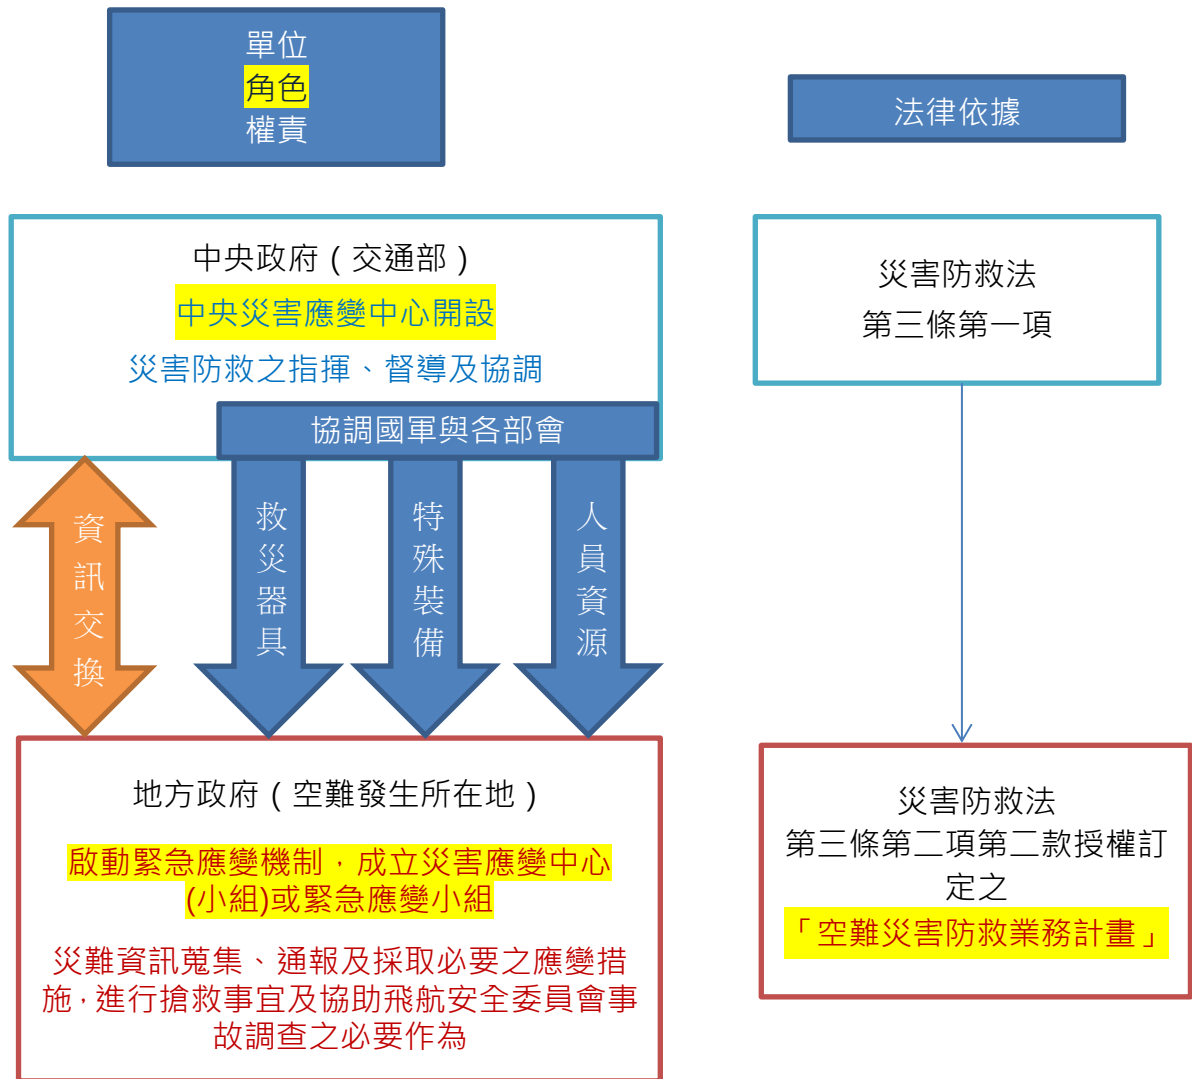 單位
角色
權責
法律依據
中央政府(交通部)
中央災害應變中心開設
災害防救之指揮、督導及協調
協調國軍與各部會
災害防救法
第三條第一項
資訊交換
救災器具
特殊裝備
人員資源
地方政府(空難發生所在地)
啟動緊急應變機制，成立災害應變中心
(小組)或緊急應變小組
災難資訊蒐集、通報及採取必要之應變措
施，進行搶救事宜及協助飛航安全委員會事
故調查之必要作為
災害防救法
第三條第二項第二款授權訂
定之
「空難災害防救業務計畫」